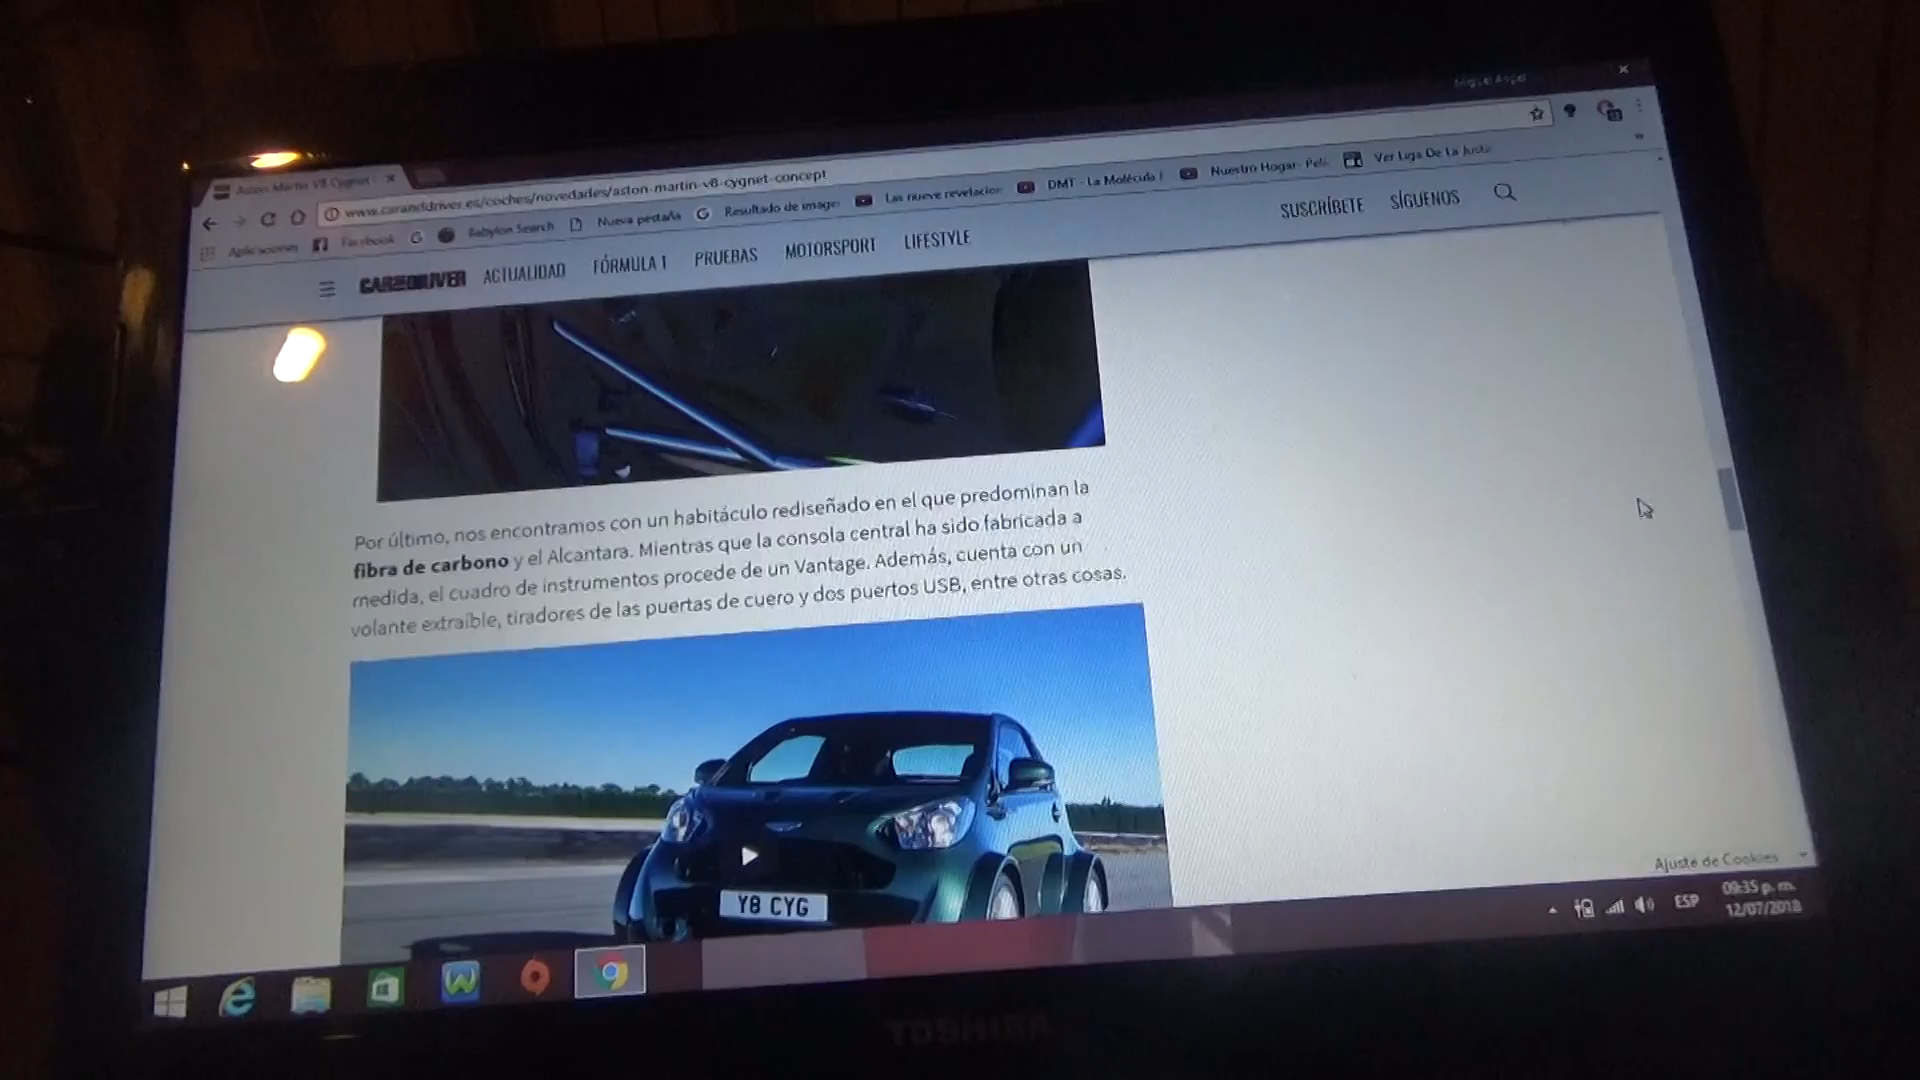 Miguel Angel
Aston Martin V8 Cygnet
www.caranddriver.es/coches/novedades/aston-martin-v8-cygnet-concept
Aplicaciones Facebook Babylon Search Nueva pestaña Resultado de imagen Las nueve revelacion DMT - La Molécula Nuestro Hogar- Pelí Ver Liga De La Justi
CAR AND DRIVER ACTUALIDAD FÓRMULA 1 PRUEBAS MOTORSPORT LIFESTYLE SUSCRÍBETE SÍGUENOS
Por último, nos encontramos con un habitáculo rediseñado en el que predominan la
fibra de carbono y el Alcantara. Mientras que la consola central ha sido fabricada a
medida, el cuadro de instrumentos procede de un Vantage. Además, cuenta con un
volante extraíble, tiradores de las puertas de cuero y dos puertos USB, entre otras cosas.
Y8 CYG
Ajuste de Cookies
ESP 09:35 p. m.
12/07/2018
TOSHIBA